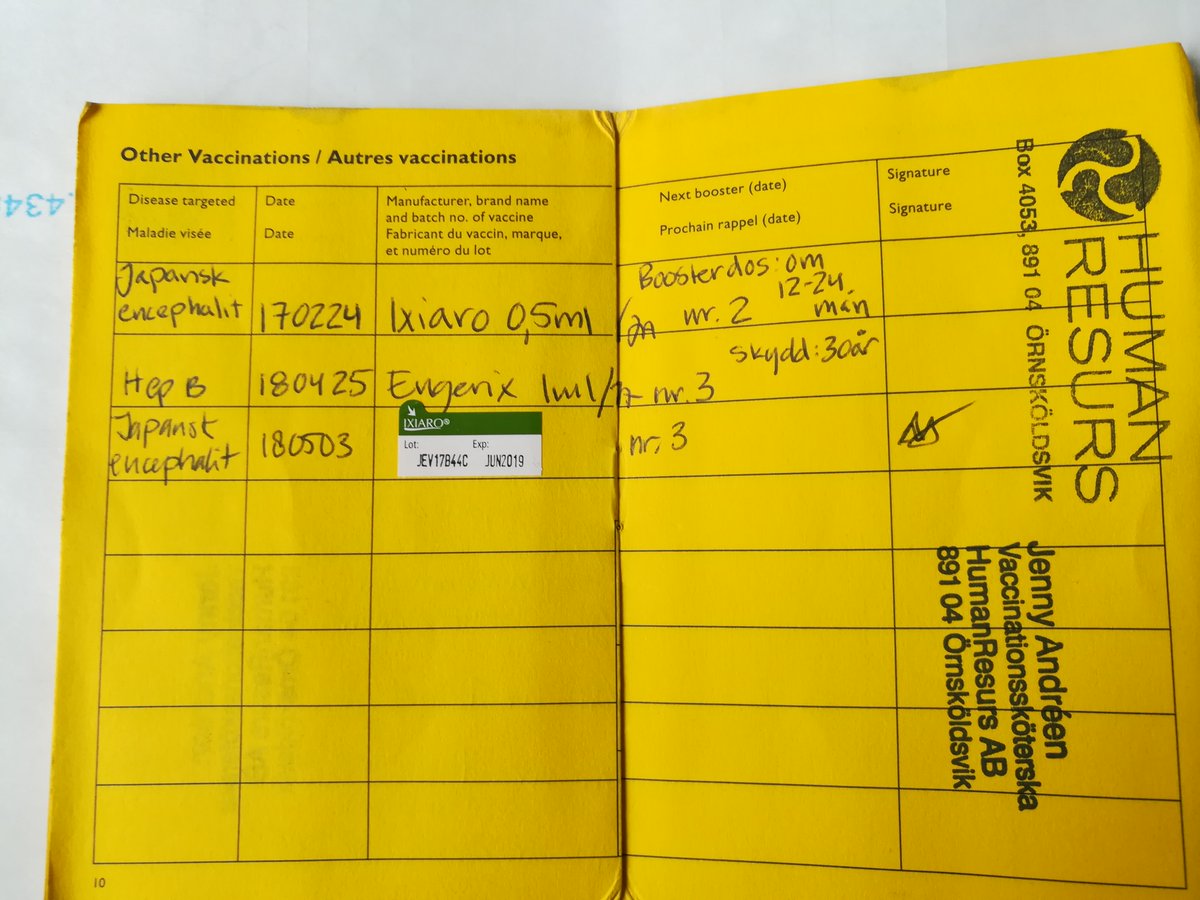 Other Vaccinations / Autres vaccinations
Disease targeted
Maladie visée
Date
Date
Manufacturer, brand name
and batch no. of vaccine
Fabricant du vaccin, marque,
et numéro du lot
Next booster (date)
Prochain rappel (date)
Signature
Signature
Japansk
encephalit
170224
Ixiaro 0,5ml
Boosterdos: om
12-24
nr. 2 mån
Hep B
180425
Engerix 1ml/
skydd: 30år
nr. 3
Japansk
encephalit
180503
IXIARO®
Lot: Exp:
JEV17B44C JUN2019
nr. 3
HUMAN
RESURS
Box 4053, 891 04 ÖRNSKÖLDSVIK
Jenny Andréen
Vaccinationssköterska
HumanResurs AB
891 04 Örnsköldsvik
10